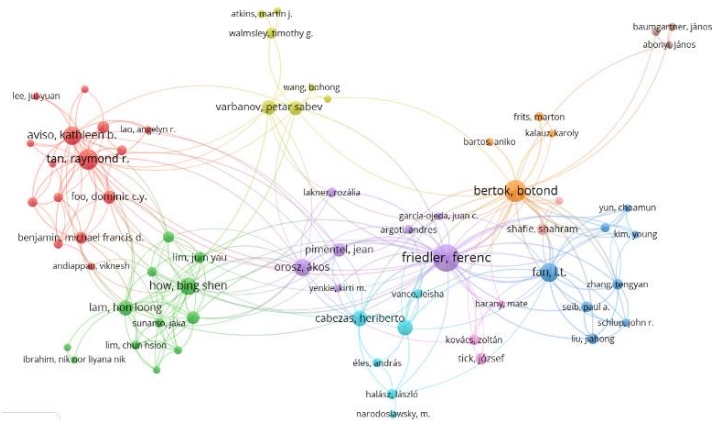 atkins, martin j.
walmsley, timothy g.
baumgartner, jános
abonyi, jános
wang, bohong
lee, jui-yuan
varbanov, petar sabev
frits, marton
lao, angelyn r.
kalauz, karoly
aviso, kathleen b.
bartos, aniko
tan, raymond r.
lakner, rozália
bertok, botond
foo, dominic c.y.
garcía-ojeda, juan c.
yun, choamun
argoti, andres
shafie, shahram
kim, young
benjamin, michael francis d.
pimentel, jean
lim, juin yau
friedler, ferenc
andiappan, viknesh
orosz, ákos
fan, l.t.
how, bing shen
yenkie, kirti m.
zhang, tengyan
vance, leisha
barany, mate
lam, hon loong
seib, paul a.
cabezas, heriberto
sunarso, jaka
schlup, john r.
kovács, zoltán
liu, jiahong
lim, chun hsion
tick, józsef
ibrahim, nik nor liyana nik
éles, andrás
halász, lászló
narodoslawsky, m.